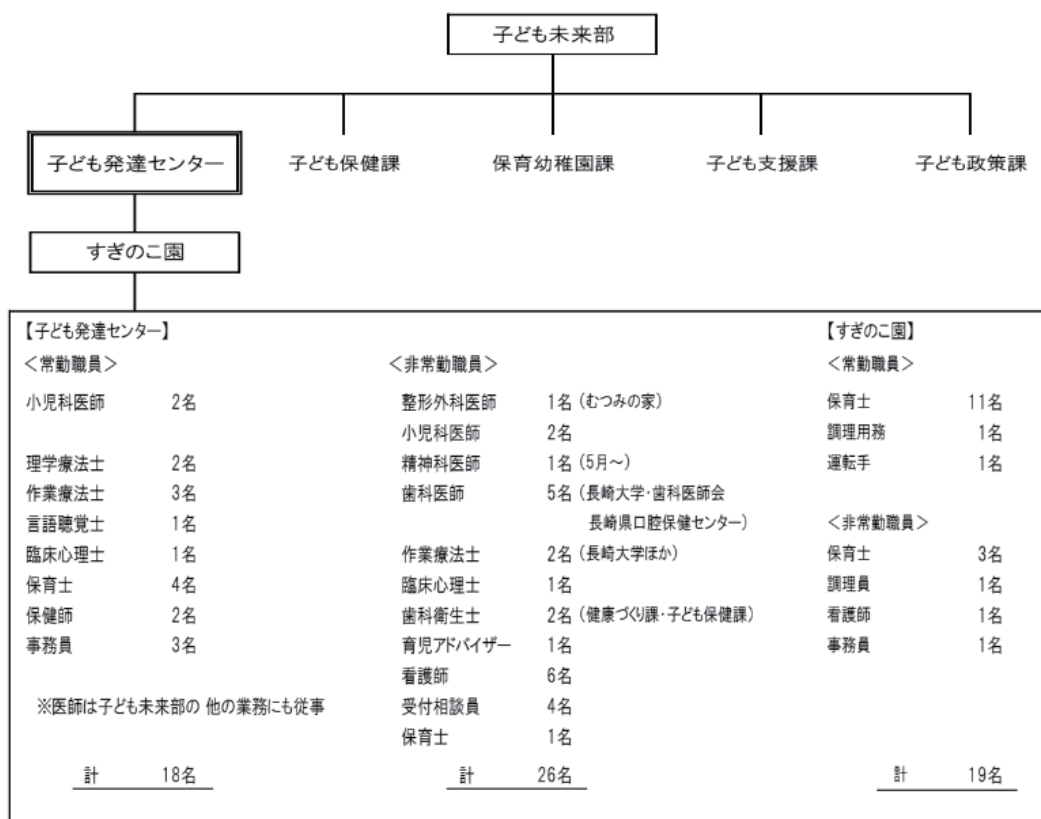 子ども未来部
子ども発達センター
子ども保健課
保育幼稚園課
子ども支援課
子ども政策課
すぎのこ園
【子ども発達センター】
＜常勤職員＞
小児科医師 2名
理学療法士 2名
作業療法士 3名
言語聴覚士 1名
臨床心理士 1名
保育士 4名
保健師 2名
事務員 3名
※医師は子ども未来部の 他の業務にも従事
計 18名
＜非常勤職員＞
整形外科医師 1名（むつみの家）
小児科医師 2名
精神科医師 1名（5月～）
歯科医師 5名（長崎大学・歯科医師会
長崎県口腔保健センター）
作業療法士 2名（長崎大学ほか）
臨床心理士 1名
歯科衛生士 2名（健康づくり課・子ども保健課）
育児アドバイザー 1名
看護師 6名
受付相談員 4名
保育士 1名
計 26名
【すぎのこ園】
＜常勤職員＞
保育士 11名
調理用務 1名
運転手 1名
＜非常勤職員＞
保育士 3名
調理員 1名
看護師 1名
事務員 1名
計 19名